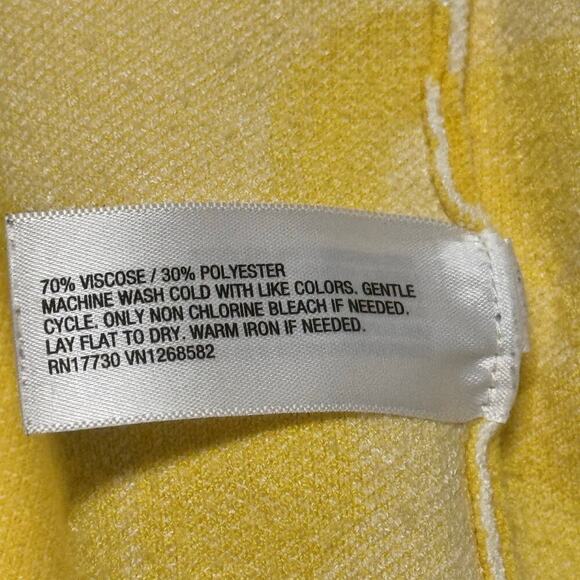 70% VISCOSE / 30% POLYESTER
MACHINE WASH COLD WITH LIKE COLORS. GENTLE
CYCLE. ONLY NON CHLORINE BLEACH IF NEEDED.
LAY FLAT TO DRY. WARM IRON IF NEEDED.
RN17730 VN1268582